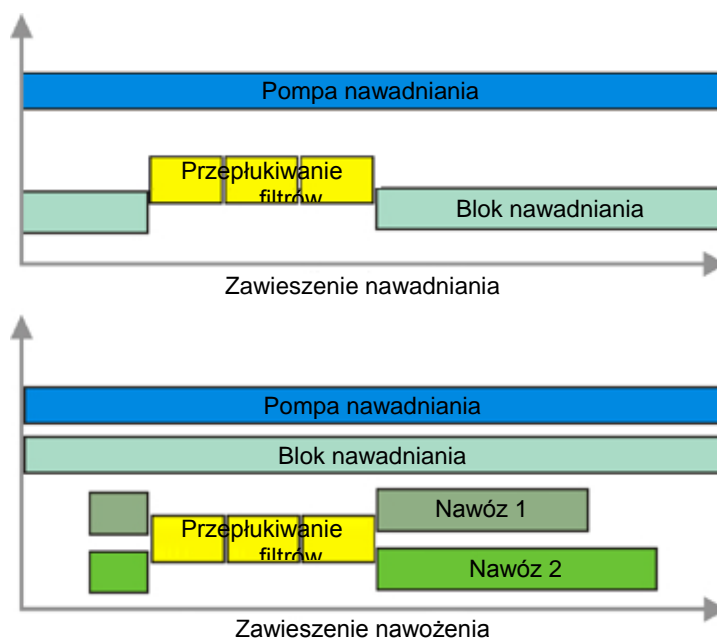 Pompa nawadniania
Przepłukiwanie
filtrów
Blok nawadniania
Zawieszenie nawadniania
Pompa nawadniania
Blok nawadniania
Nawóz 1
Przepłukiwanie
filtrów
Nawóz 2
Zawieszenie nawożenia